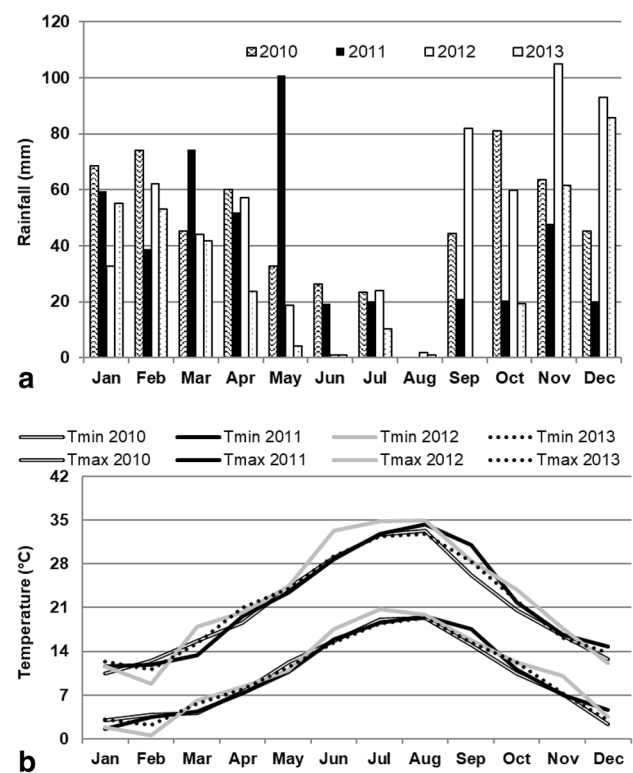 120
2010 2011 2012 2013
100
80
60
40
20
0
Rainfall (mm)
Jan Feb Mar Apr May Jun Jul Aug Sep Oct Nov Dec
a
Tmin 2010 Tmin 2011 Tmin 2012 Tmin 2013
Tmax 2010 Tmax 2011 Tmax 2012 Tmax 2013
42
35
28
21
14
7
0
Temperature (°C)
Jan Feb Mar Apr May Jun Jul Aug Sep Oct Nov Dec
b